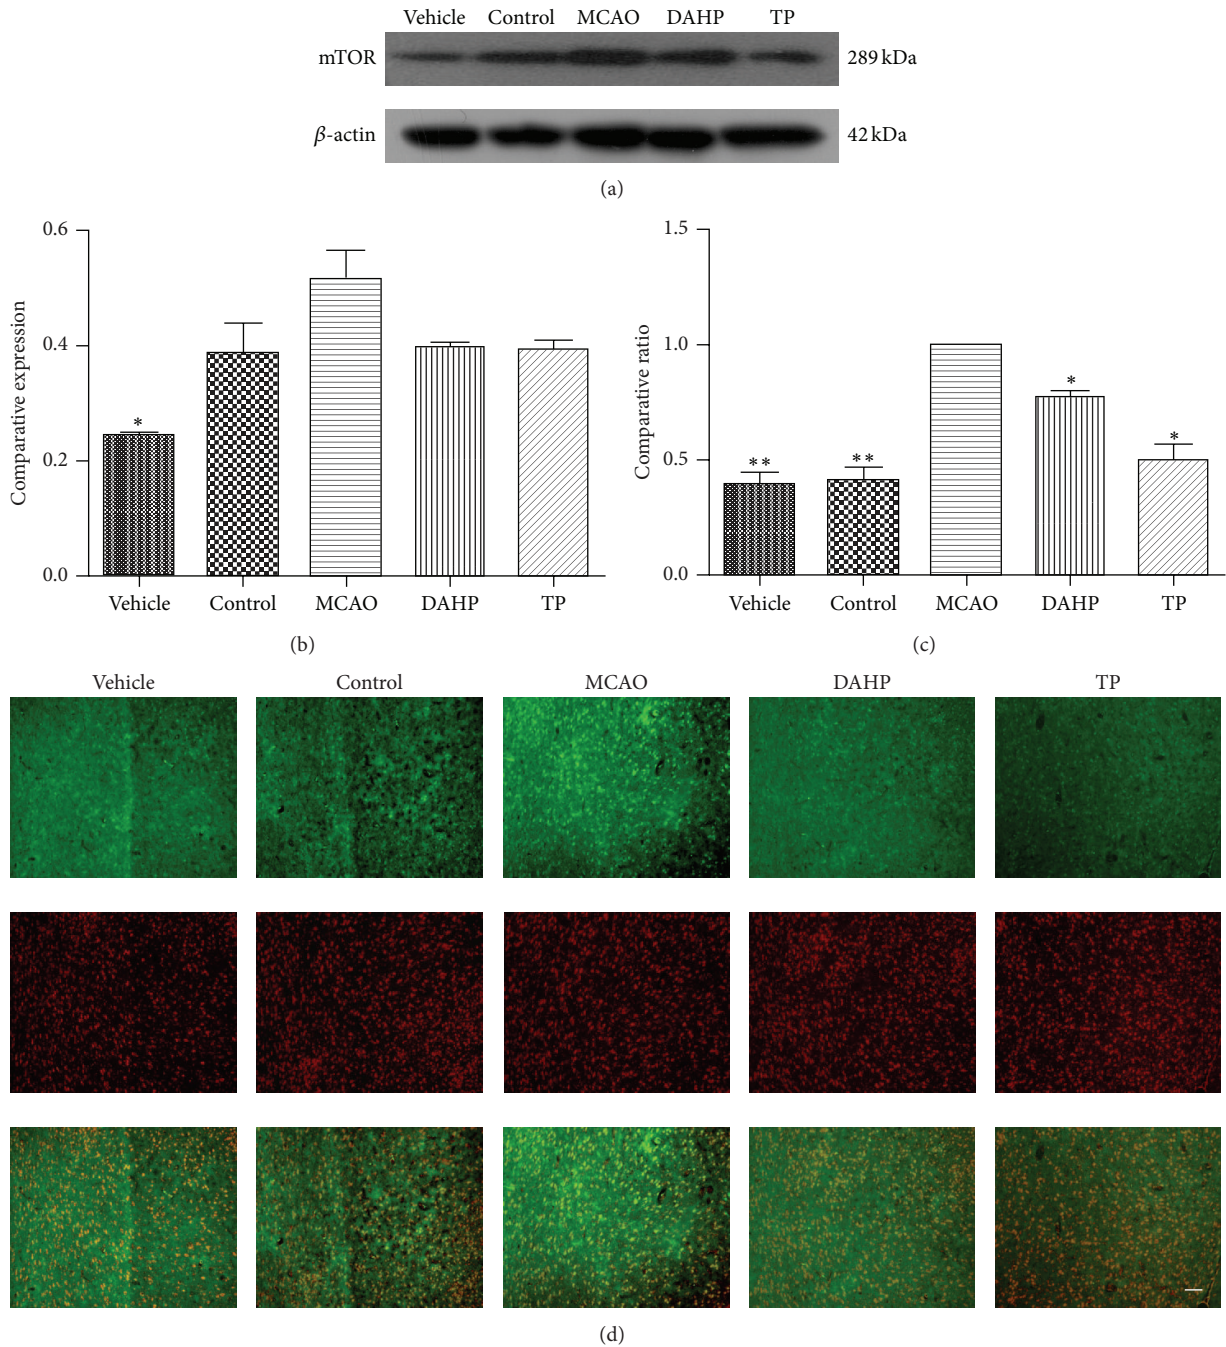 Vehicle Control MCAO DAHP TP
mTOR 289 kDa
β-actin 42 kDa
(a)
Comparative expression
0.6
0.4
0.2
0.0
*
Vehicle Control MCAO DAHP TP
(b)
Comparative ratio
1.5
1.0
0.5
0.0
** ** * *
Vehicle Control MCAO DAHP TP
(c)
Vehicle Control MCAO DAHP TP
(d)